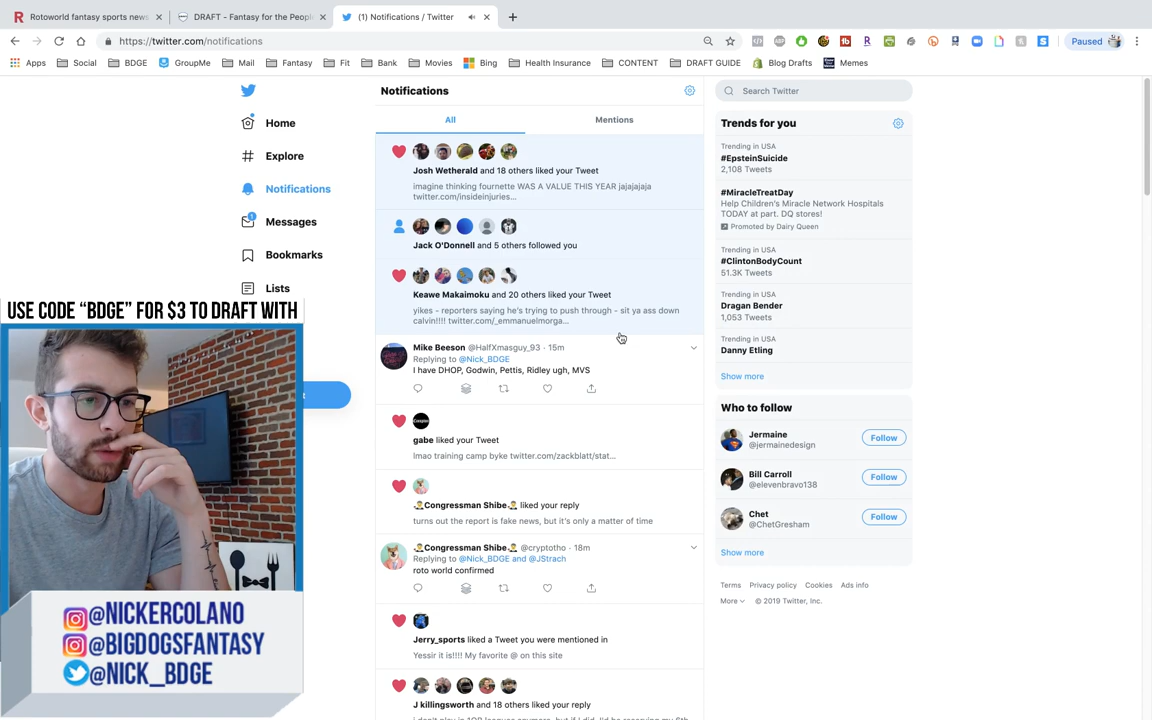 Rotoworld fantasy sports news
DRAFT - Fantasy for the Peopl
(1) Notifications / Twitter
https://twitter.com/notifications
Paused
Apps
Social
BDGE
GroupMe
Mail
Fantasy
Fit
Bank
Movies
Bing
Health Insurance
CONTENT
DRAFT GUIDE
Blog Drafts
Memes
Home
Explore
Notifications
Messages
Bookmarks
Lists
Notifications
All
Mentions
Josh Wetherald and 18 others liked your Tweet
imagine thinking fournette WAS A VALUE THIS YEAR jajajajaja
twitter.com/insideinjuries...
Jack O'Donnell and 5 others followed you
Keawe Makaimoku and 20 others liked your Tweet
yikes - reporters saying he's trying to push through - sit ya ass down
calvin!!!! twitter.com/_emmanuelmorga...
Mike Beeson @HalfXmasguy_93 · 15m
Replying to @Nick_BDGE
I have DHOP, Godwin, Pettis, Ridley ugh, MVS
gabe liked your Tweet
lmao training camp byke twitter.com/zackblatt/stat...
Congressman Shibe liked your reply
turns out the report is fake news, but it's only a matter of time
Congressman Shibe @cryptotho · 18m
Replying to @Nick_BDGE and @JStrach
roto world confirmed
Jerry_sports liked a Tweet you were mentioned in
Yessir it is!!!! My favorite @ on this site
J killingsworth and 18 others liked your reply
Search Twitter
Trends for you
Trending in USA
#EpsteinSuicide
2,108 Tweets
#MiracleTreatDay
Help Children's Miracle Network Hospitals
TODAY at part. DQ stores!
Promoted by Dairy Queen
Trending in USA
#ClintonBodyCount
51.3K Tweets
Trending in USA
Dragan Bender
1,053 Tweets
Trending in USA
Danny Etling
Show more
Who to follow
Jermaine
@jermainedesign
Follow
Bill Carroll
@elevenbravo138
Follow
Chet
@ChetGresham
Follow
Show more
Terms Privacy policy Cookies Ads info
More © 2019 Twitter, Inc.
USE CODE "BDGE" FOR $3 TO DRAFT WITH
@NICKERCOLANO
@BIGDOGSFANTASY
@NICK_BDGE